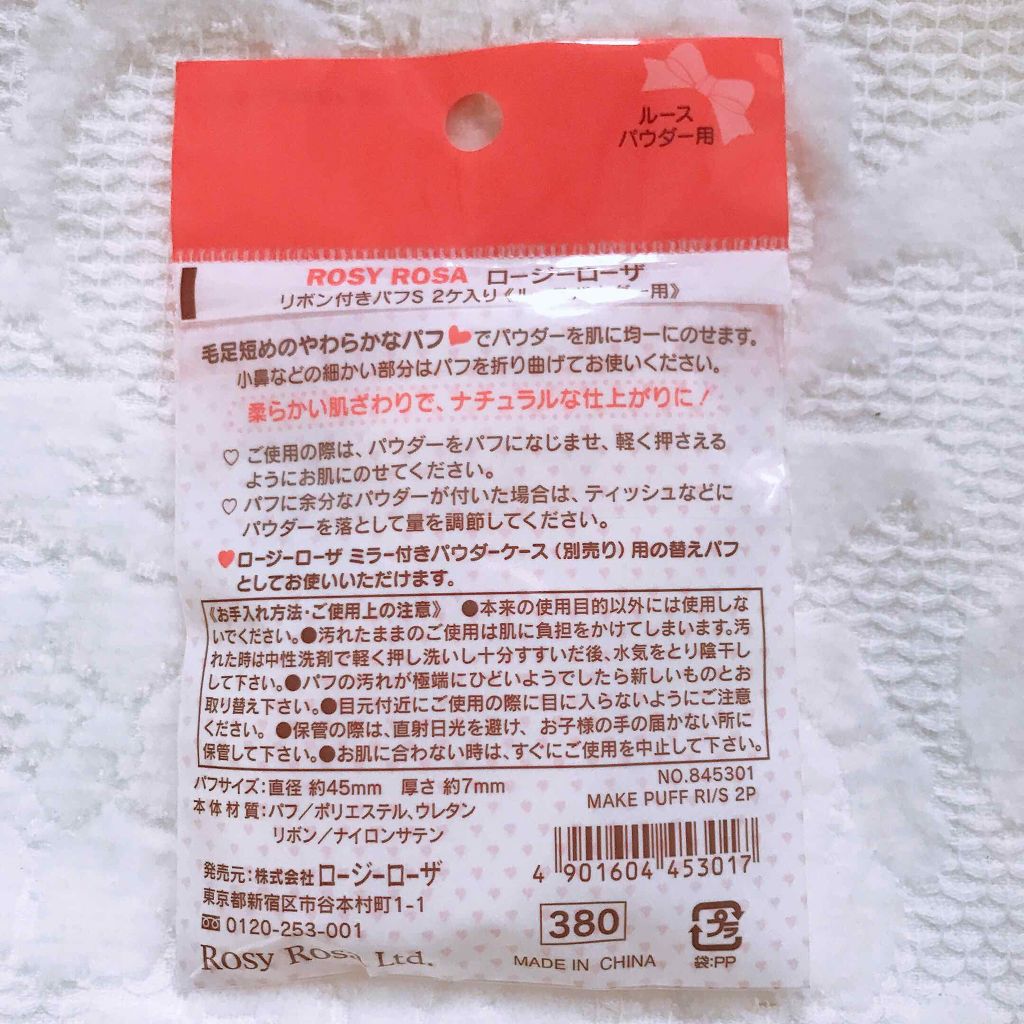 ルース
パウダー用
ROSY ROSA ロージーローザ
リボン付きパフS 2ケ入り《ルースパウダー用》
毛足短めのやわらかなパフ♥でパウダーを肌に均一にのせます。
小鼻などの細かい部分はパフを折り曲げてお使いください。
柔らかい肌ざわりで、ナチュラルな仕上がりに!
♡ ご使用の際は、パウダーをパフになじませ、軽く押さえる
ようにお肌にのせてください。
♡ パフに余分なパウダーが付いた場合は、ティッシュなどに
パウダーを落として量を調節してください。
♥ロージーローザ ミラー付きパウダーケース(別売り)用の替えパフ
としてお使いいただけます。
《お手入れ方法・ご使用上の注意》 ●本来の使用目的以外には使用しな
いでください。●汚れたままのご使用は肌に負担をかけてしまいます。汚
れた時は中性洗剤で軽く押し洗いし十分すすいだ後、水気をとり陰干し
して下さい。●パフの汚れが極端にひどいようでしたら新しいものとお
取り替え下さい。●目元付近にご使用の際に目に入らないようにご注意
ください。●保管の際は、直射日光を避け、お子様の手の届かない所に
保管して下さい。●お肌に合わない時は、すぐにご使用を中止して下さい。
パフサイズ:直径 約45mm 厚さ 約7mm
本体材質:パフ/ポリエステル、ウレタン
リボン/ナイロンサテン
NO.845301
MAKE PUFF RI/S 2P
4 901604 453017
発売元:株式会社ロージーローザ
東京都新宿区市谷本村町1-1
0120-253-001
Rosy Rosa Ltd.
380
MADE IN CHINA
プラ
袋:PP